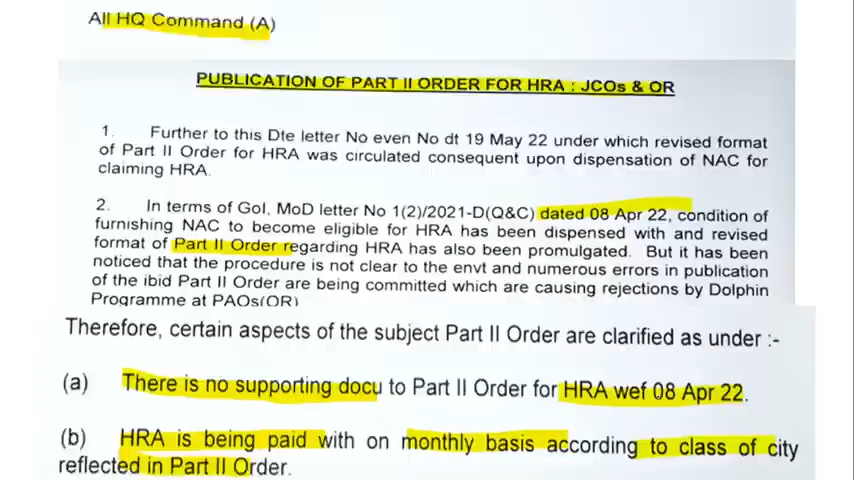 All HQ Command (A)
PUBLICATION OF PART II ORDER FOR HRA : JCOs & OR
1. Further to this Dte letter No even No dt 19 May 22 under which revised format
of Part II Order for HRA was circulated consequent upon dispensation of NAC for
claiming HRA.
2. In terms of GoI, MoD letter No 1(2)/2021-D(Q&C) dated 08 Apr 22, condition of
furnishing NAC to become eligible for HRA has been dispensed with and revised
format of Part II Order regarding HRA has also been promulgated. But it has been
noticed that the procedure is not clear to the envt and numerous errors in publication
of the ibid Part II Order are being committed which are causing rejections by Dolphin
Programme at PAOs(OR)
Therefore, certain aspects of the subject Part II Order are clarified as under :-
(a) There is no supporting docu to Part II Order for HRA wef 08 Apr 22.
(b) HRA is being paid with on monthly basis according to class of city
reflected in Part II Order.